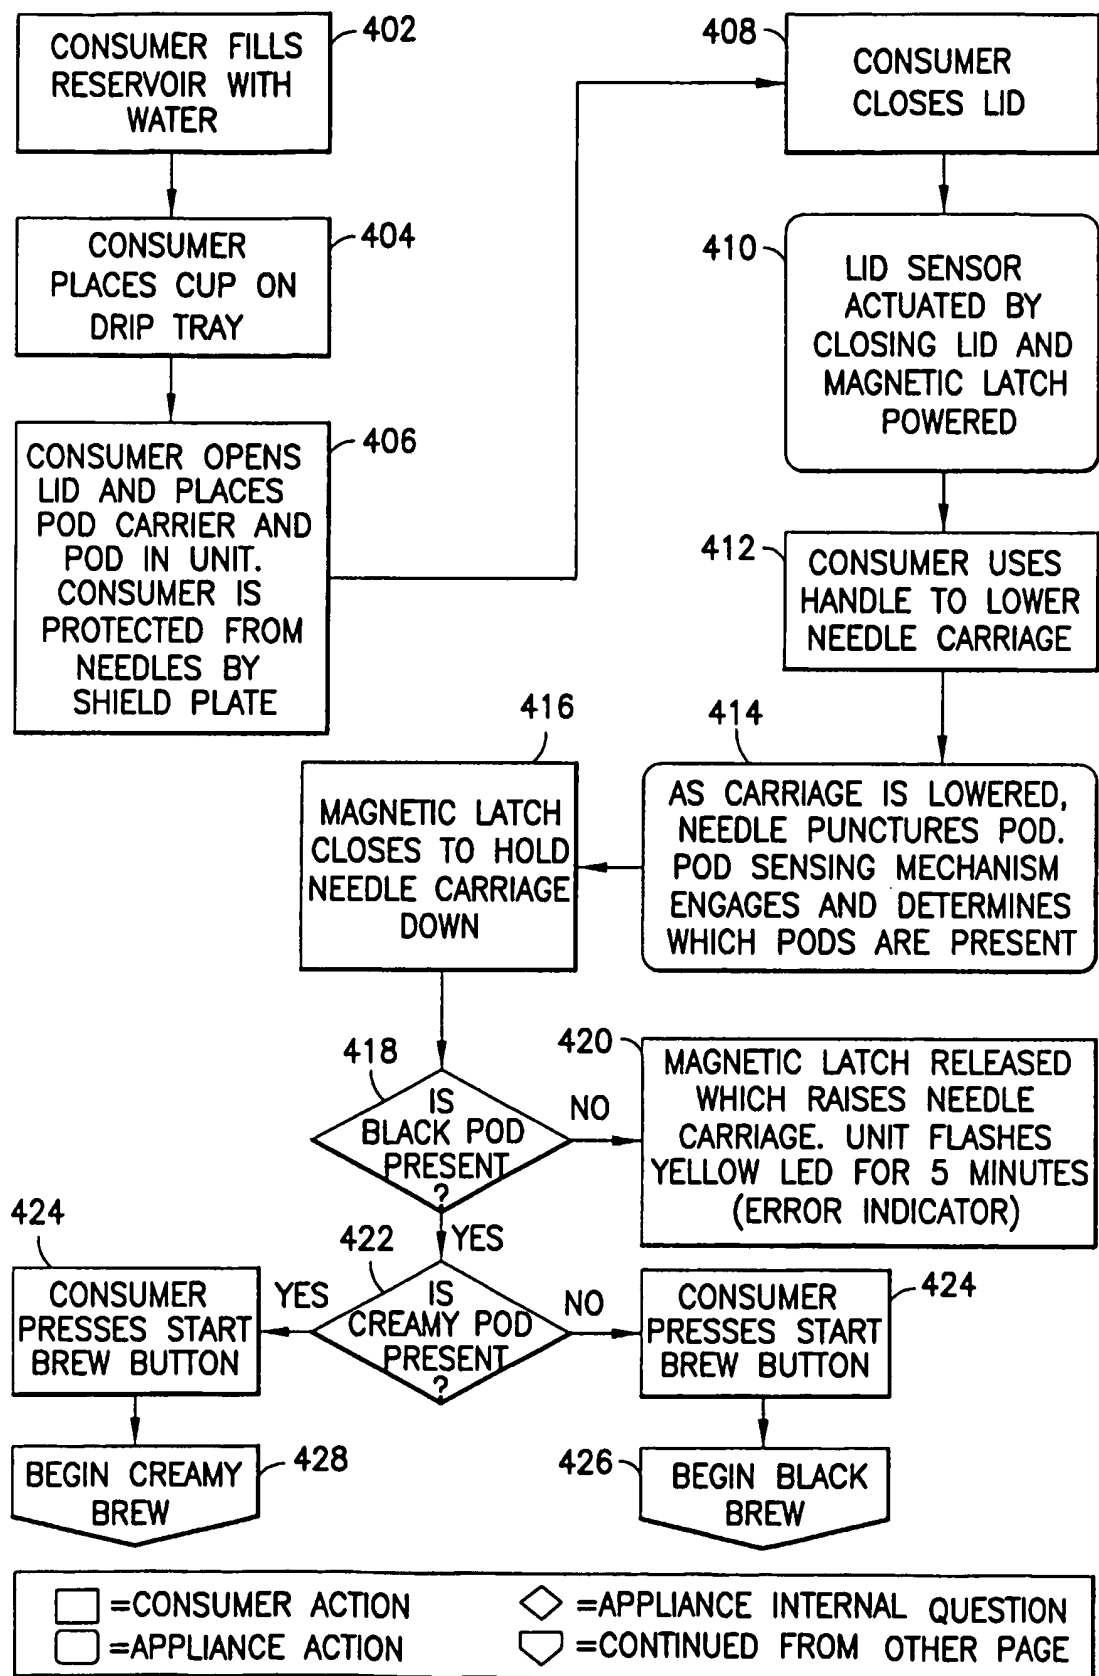 CONSUMER FILLS
RESERVOIR WITH
WATER
402
CONSUMER
PLACES CUP ON
DRIP TRAY
404
CONSUMER OPENS
LID AND PLACES
POD CARRIER AND
POD IN UNIT.
CONSUMER IS
PROTECTED FROM
NEEDLES BY
SHIELD PLATE
406
408
CONSUMER
CLOSES LID
410
LID SENSOR
ACTUATED BY
CLOSING LID AND
MAGNETIC LATCH
POWERED
412
CONSUMER USES
HANDLE TO LOWER
NEEDLE CARRIAGE
414
AS CARRIAGE IS LOWERED,
NEEDLE PUNCTURES POD.
POD SENSING MECHANISM
ENGAGES AND DETERMINES
WHICH PODS ARE PRESENT
416
MAGNETIC LATCH
CLOSES TO HOLD
NEEDLE CARRIAGE
DOWN
418
IS
BLACK POD
PRESENT
?
NO
420
MAGNETIC LATCH RELEASED
WHICH RAISES NEEDLE
CARRIAGE. UNIT FLASHES
YELLOW LED FOR 5 MINUTES
(ERROR INDICATOR)
YES
422
IS
CREAMY POD
PRESENT
?
YES
424
CONSUMER
PRESSES START
BREW BUTTON
BEGIN CREAMY
BREW
428
NO
CONSUMER
PRESSES START
BREW BUTTON
424
426
BEGIN BLACK
BREW
=CONSUMER ACTION
=APPLIANCE ACTION
=APPLIANCE INTERNAL QUESTION
=CONTINUED FROM OTHER PAGE